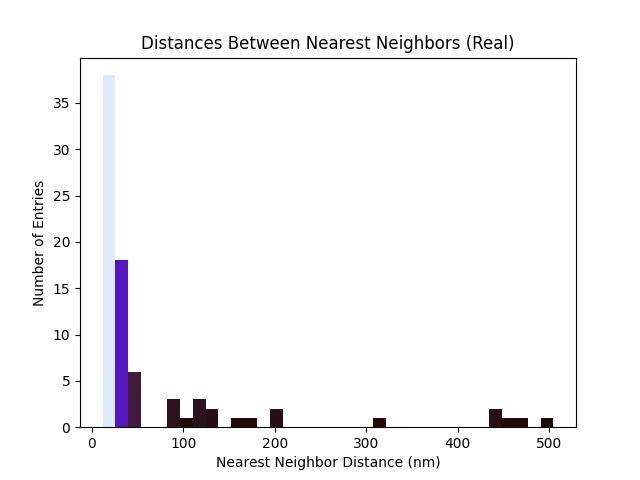 Distances Between Nearest Neighbors (Real)
Number of Entries
35
30
25
20
15
10
5
0
0 100 200 300 400 500
Nearest Neighbor Distance (nm)